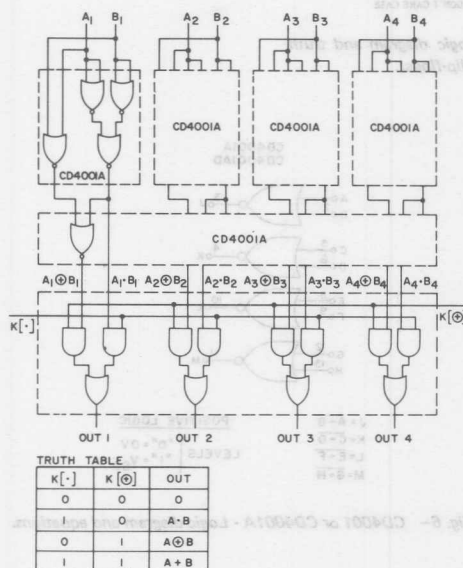 A₁ B₁ A₂ B₂ A₃ B₃ A₄ B₄
CD4001A CD4001A CD4001A CD4001A
CD4001A
A₁⊕B₁ A₁·B₁ A₂⊕B₂ A₂·B₂ A₃⊕B₃ A₃·B₃ A₄⊕B₄ A₄·B₄
K[·] K[⊕]
OUT 1 OUT 2 OUT 3 OUT 4
TRUTH TABLE
K[·] K[⊕] OUT
0 0 0
0 A·B
0 1 A⊕B
1 1 A+B